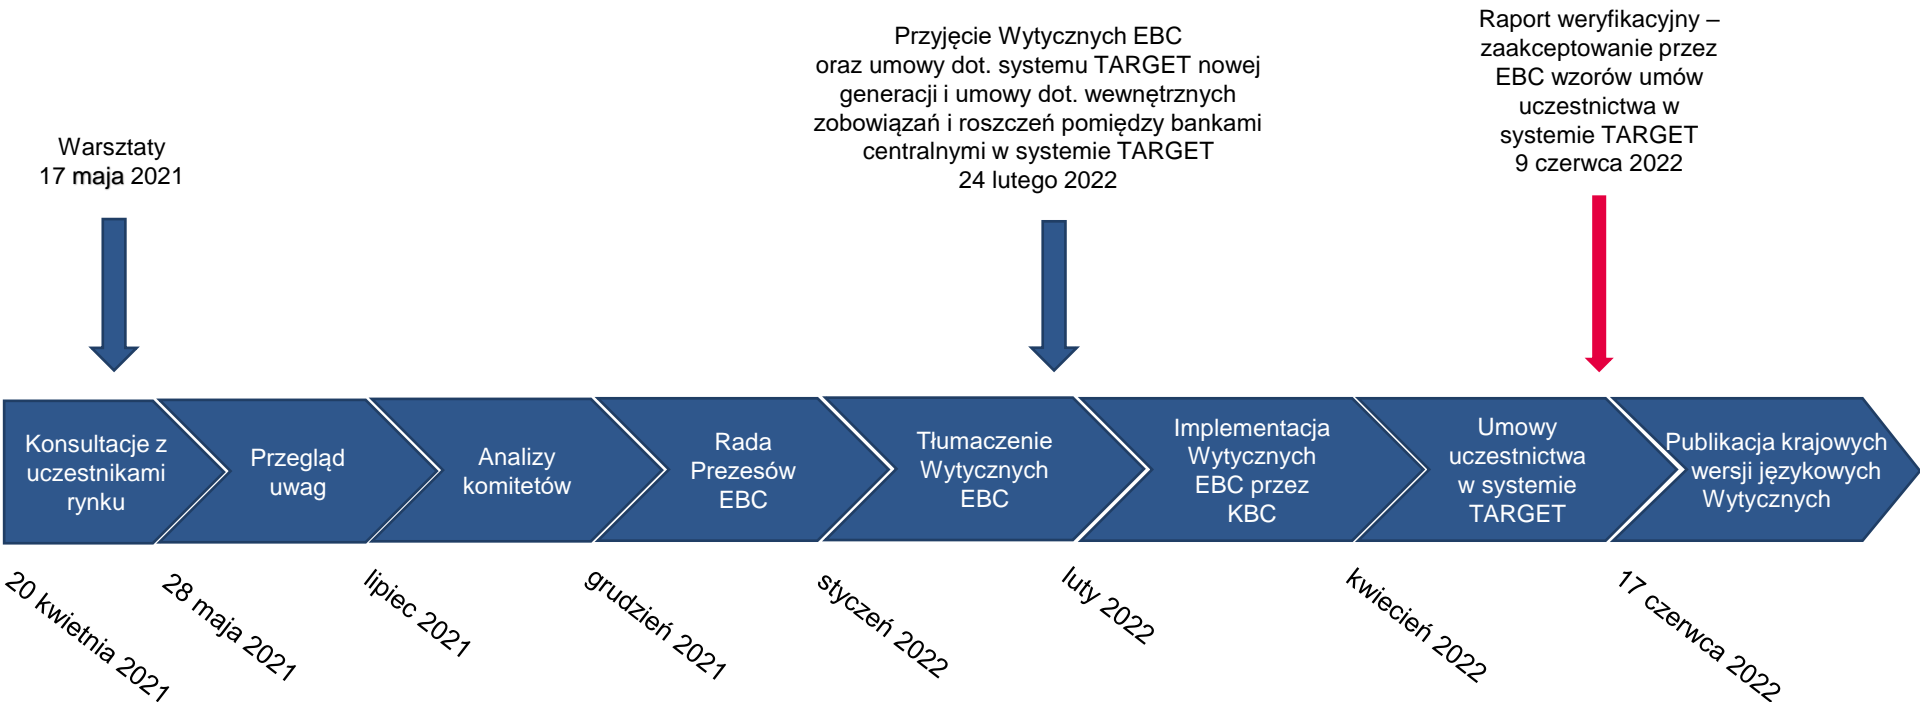 Warsztaty
17 maja 2021
Przyjęcie Wytycznych EBC
oraz umowy dot. systemu TARGET nowej
generacji i umowy dot. wewnętrznych
zobowiązań i roszczeń pomiędzy bankami
centralnymi w systemie TARGET
24 lutego 2022
Raport weryfikacyjny –
zaakceptowanie przez
EBC wzorów umów
uczestnictwa w
systemie TARGET
9 czerwca 2022
Konsultacje z
uczestnikami
rynku
Przegląd
uwag
Analizy
komitetów
Rada
Prezesów
EBC
Tłumaczenie
Wytycznych
EBC
Implementacja
Wytycznych
EBC przez
KBC
Umowy
uczestnictwa
w systemie
TARGET
Publikacja krajowych
wersji językowych
Wytycznych
20 kwietnia 2021
28 maja 2021
lipiec 2021
grudzień 2021
styczeń 2022
luty 2022
kwiecień 2022
17 czerwca 2022